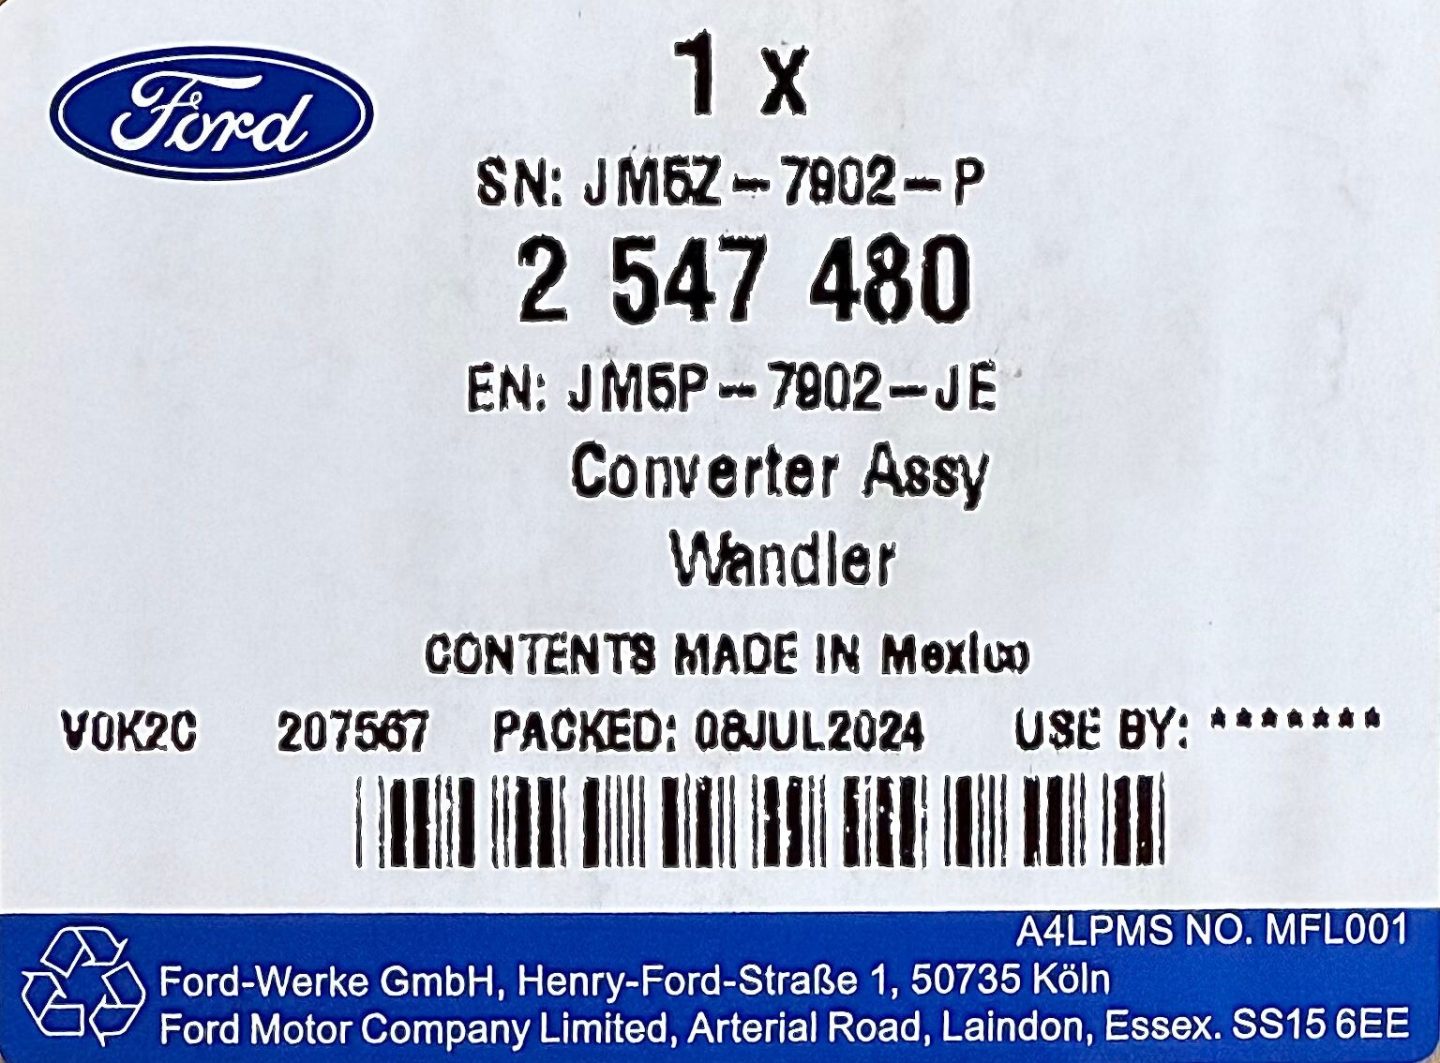 Ford
1 x
SN: JM5Z-7902-P
2 547 480
EN: JM5P-7902-JE
Converter Assy
Wandler
CONTENTS MADE IN Mexico
V0K2C 207567 PACKED: 08JUL2024 USE BY: *******
A4LPMS NO. MFL001
Ford-Werke GmbH, Henry-Ford-Straße 1, 50735 Köln
Ford Motor Company Limited, Arterial Road, Laindon, Essex. SS15 6EE